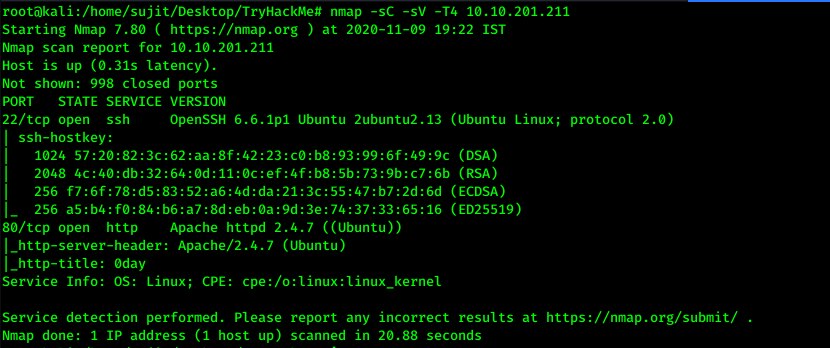 root@kali:/home/sujit/Desktop/TryHackMe# nmap -sC -sV -T4 10.10.201.211
Starting Nmap 7.80 ( https://nmap.org ) at 2020-11-09 19:22 IST
Nmap scan report for 10.10.201.211
Host is up (0.31s latency).
Not shown: 998 closed ports
PORT   STATE SERVICE VERSION
22/tcp open  ssh     OpenSSH 6.6.1p1 Ubuntu 2ubuntu2.13 (Ubuntu Linux; protocol 2.0)
| ssh-hostkey:
|   1024 57:20:82:3c:62:aa:8f:42:23:c0:b8:93:99:6f:49:9c (DSA)
|   2048 4c:40:db:32:64:0d:11:0c:ef:4f:b8:5b:73:9b:c7:6b (RSA)
|   256 f7:6f:78:d5:83:52:a6:4d:da:21:3c:55:47:b7:2d:6d (ECDSA)
|_  256 a5:b4:f0:84:b6:a7:8d:eb:0a:9d:3e:74:37:33:65:16 (ED25519)
80/tcp open  http    Apache httpd 2.4.7 ((Ubuntu))
|_http-server-header: Apache/2.4.7 (Ubuntu)
|_http-title: 0day
Service Info: OS: Linux; CPE: cpe:/o:linux:linux_kernel
Service detection performed. Please report any incorrect results at https://nmap.org/submit/ .
Nmap done: 1 IP address (1 host up) scanned in 20.88 seconds